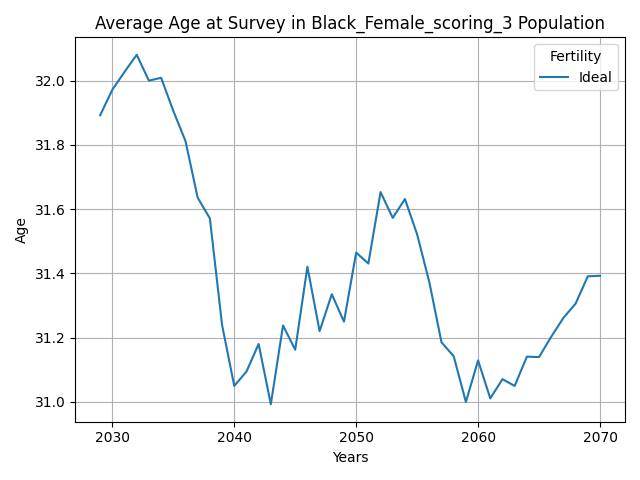 Average Age at Survey in Black_Female_scoring_3 Population
Fertility
Ideal
32.0
31.8
31.6
31.4
31.2
31.0
Age
2030 2040 2050 2060 2070
Years